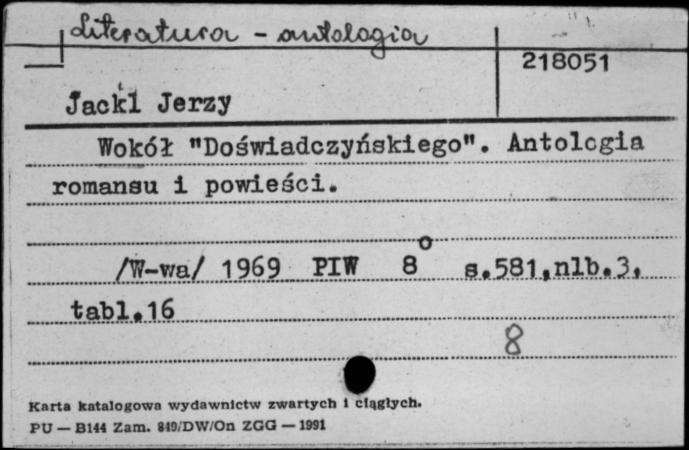 Literatura - antologia
218051
Jackl Jerzy
Wokół "Doświadczyńskiego". Antologia
romansu i powieści.
/W-wa/ 1969 PIW 8o s.581,nlb.3,
tabl.16
8
Karta katalogowa wydawnictw zwartych i ciągłych.
PU — B144 Zam. 849/DW/On ZGG — 1991